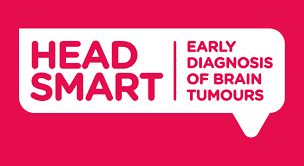 HEAD
SMART
EARLY
DIAGNOSIS
OF BRAIN
TUMOURS